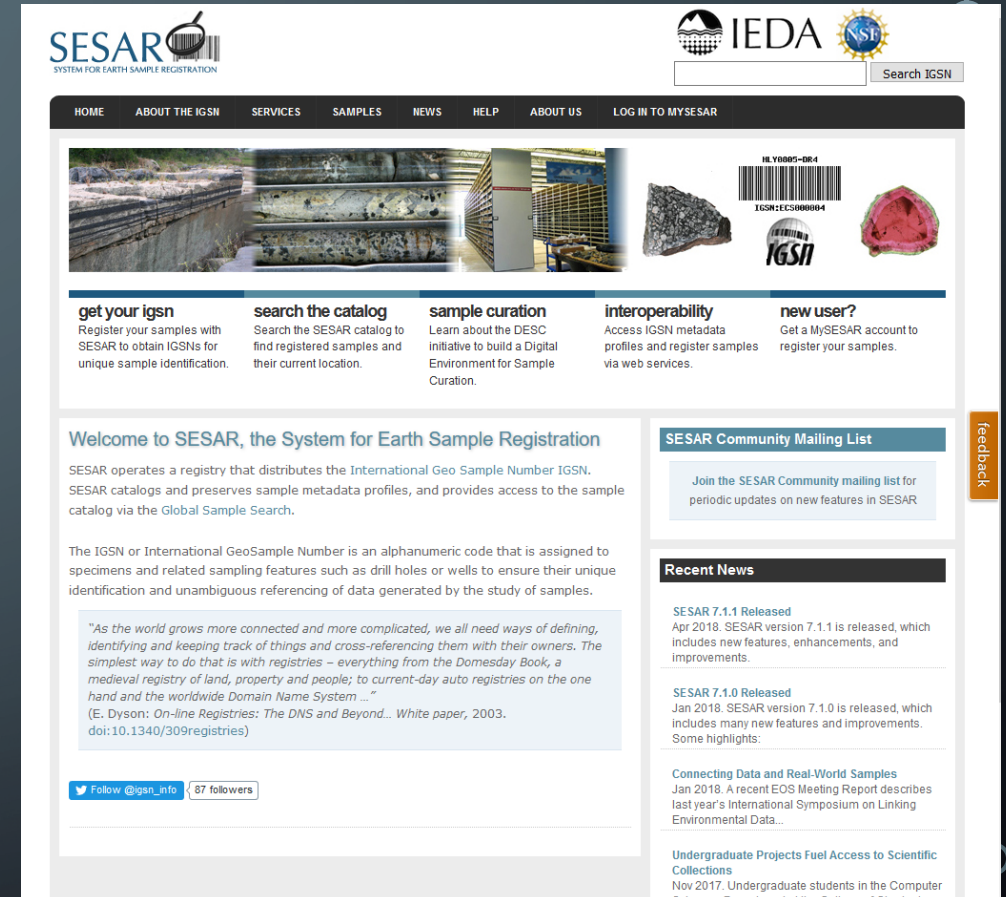 SESAR
SYSTEM FOR EARTH SAMPLE REGISTRATION
IEDA
NSF
Search IGSN
HOME ABOUT THE IGSN SERVICES SAMPLES NEWS HELP ABOUT US LOG IN TO MYSESAR
HLY0805-DR4
IGSN:ECS000004
IGSN
get your igsn
Register your samples with
SESAR to obtain IGSNs for
unique sample identification.
search the catalog
Search the SESAR catalog to
find registered samples and
their current location.
sample curation
Learn about the DESC
initiative to build a Digital
Environment for Sample
Curation.
interoperability
Access IGSN metadata
profiles and register samples
via web services.
new user?
Get a MySESAR account to
register your samples.
Welcome to SESAR, the System for Earth Sample Registration
SESAR operates a registry that distributes the International Geo Sample Number IGSN.
SESAR catalogs and preserves sample metadata profiles, and provides access to the sample
catalog via the Global Sample Search.
The IGSN or International GeoSample Number is an alphanumeric code that is assigned to
specimens and related sampling features such as drill holes or wells to ensure their unique
identification and unambiguous referencing of data generated by the study of samples.
“As the world grows more connected and more complicated, we all need ways of defining,
identifying and keeping track of things and cross-referencing them with their owners. The
simplest way to do that is with registries – everything from the Domesday Book, a
medieval registry of land, property and people; to current-day auto registries on the one
hand and the worldwide Domain Name System …”
(E. Dyson: On-line Registries: The DNS and Beyond… White paper, 2003.
doi:10.1340/309registries)
Follow @igsn_info 87 followers
SESAR Community Mailing List
Join the SESAR Community mailing list for
periodic updates on new features in SESAR
Recent News
SESAR 7.1.1 Released
Apr 2018. SESAR version 7.1.1 is released, which
includes new features, enhancements, and
improvements.
SESAR 7.1.0 Released
Jan 2018. SESAR version 7.1.0 is released, which
includes many new features and improvements.
Some highlights:
Connecting Data and Real-World Samples
Jan 2018. A recent EOS Meeting Report describes
last year's International Symposium on Linking
Environmental Data...
Undergraduate Projects Fuel Access to Scientific
Collections
Nov 2017. Undergraduate students in the Computer
feedback